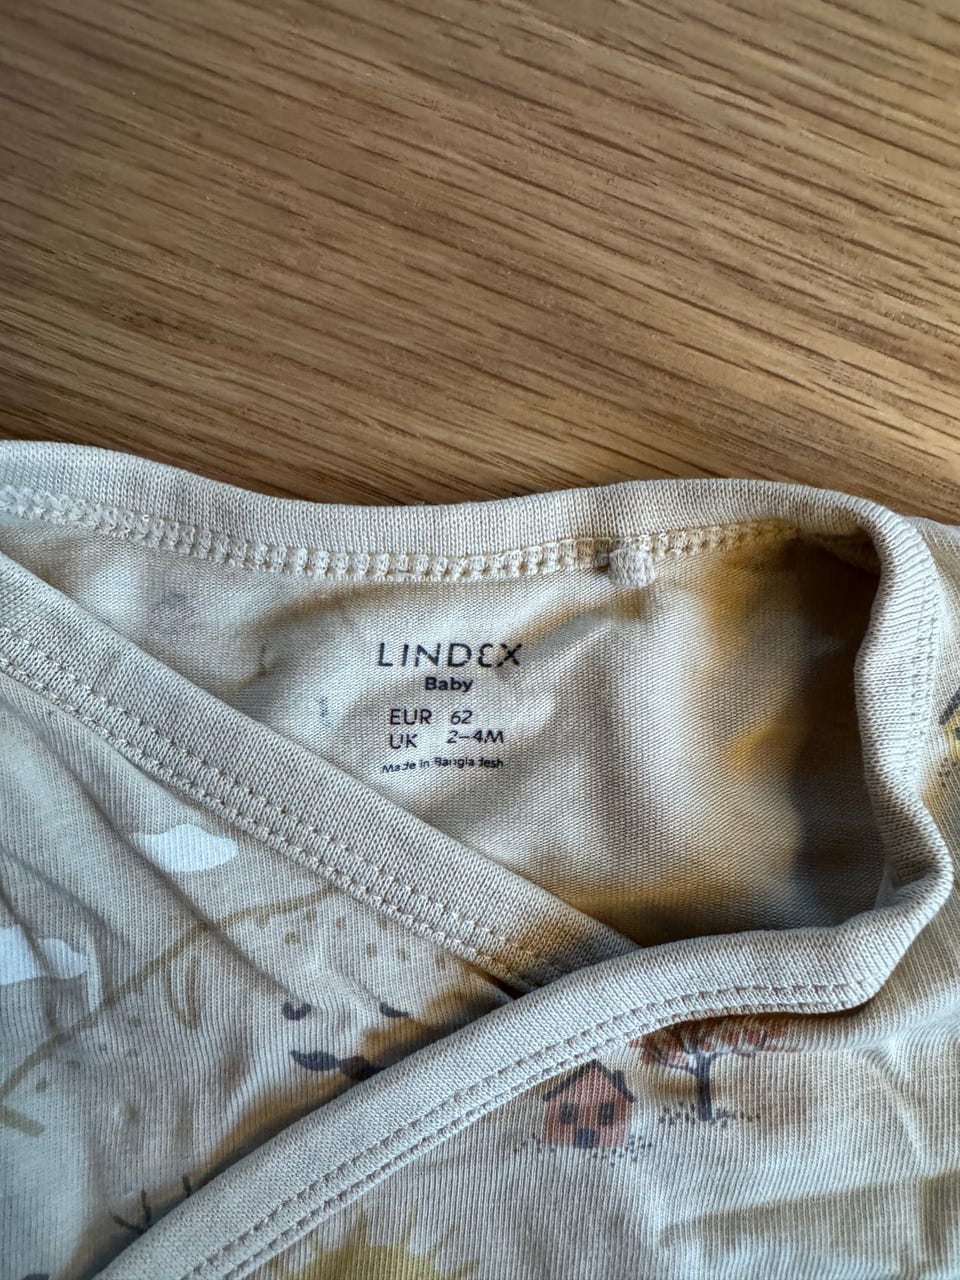 LINDEX
Baby
EUR 62
UK 2–4M
Made in Bangladesh